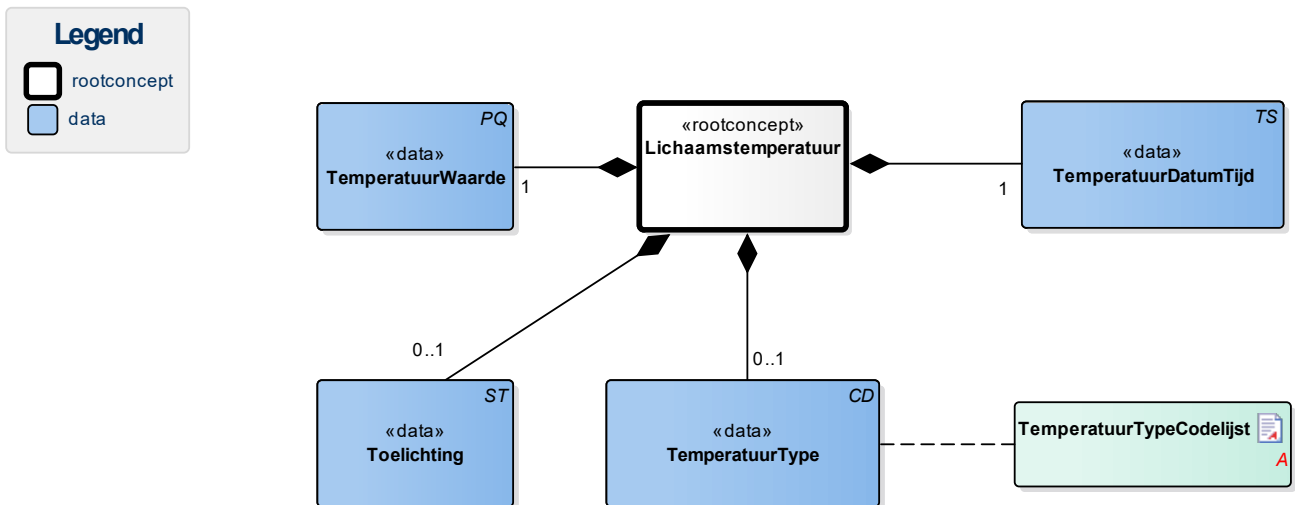 Legend
rootconcept
data
PQ
«data»
TemperatuurWaarde
1
«rootconcept»
Lichaamstemperatuur
TS
«data»
TemperatuurDatumTijd
1
0..1
0..1
ST
«data»
Toelichting
CD
«data»
TemperatuurType
TemperatuurTypeCodelijst
A